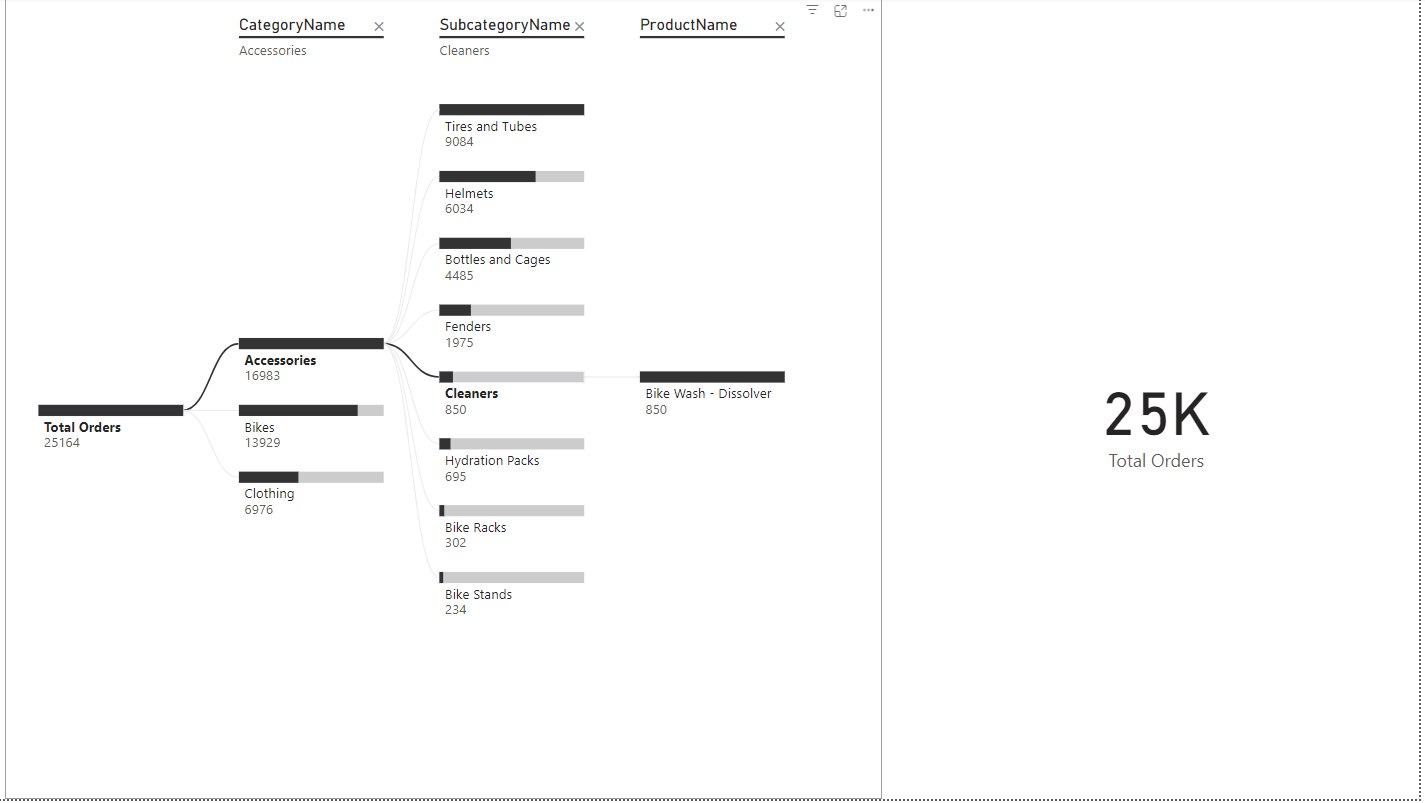 CategoryName
SubcategoryName
ProductName
Accessories
Cleaners
Total Orders
25164
Accessories
16983
Bikes
13929
Clothing
6976
Tires and Tubes
9084
Helmets
6034
Bottles and Cages
4485
Fenders
1975
Cleaners
850
Hydration Packs
695
Bike Racks
302
Bike Stands
234
Bike Wash - Dissolver
850
25K
Total Orders